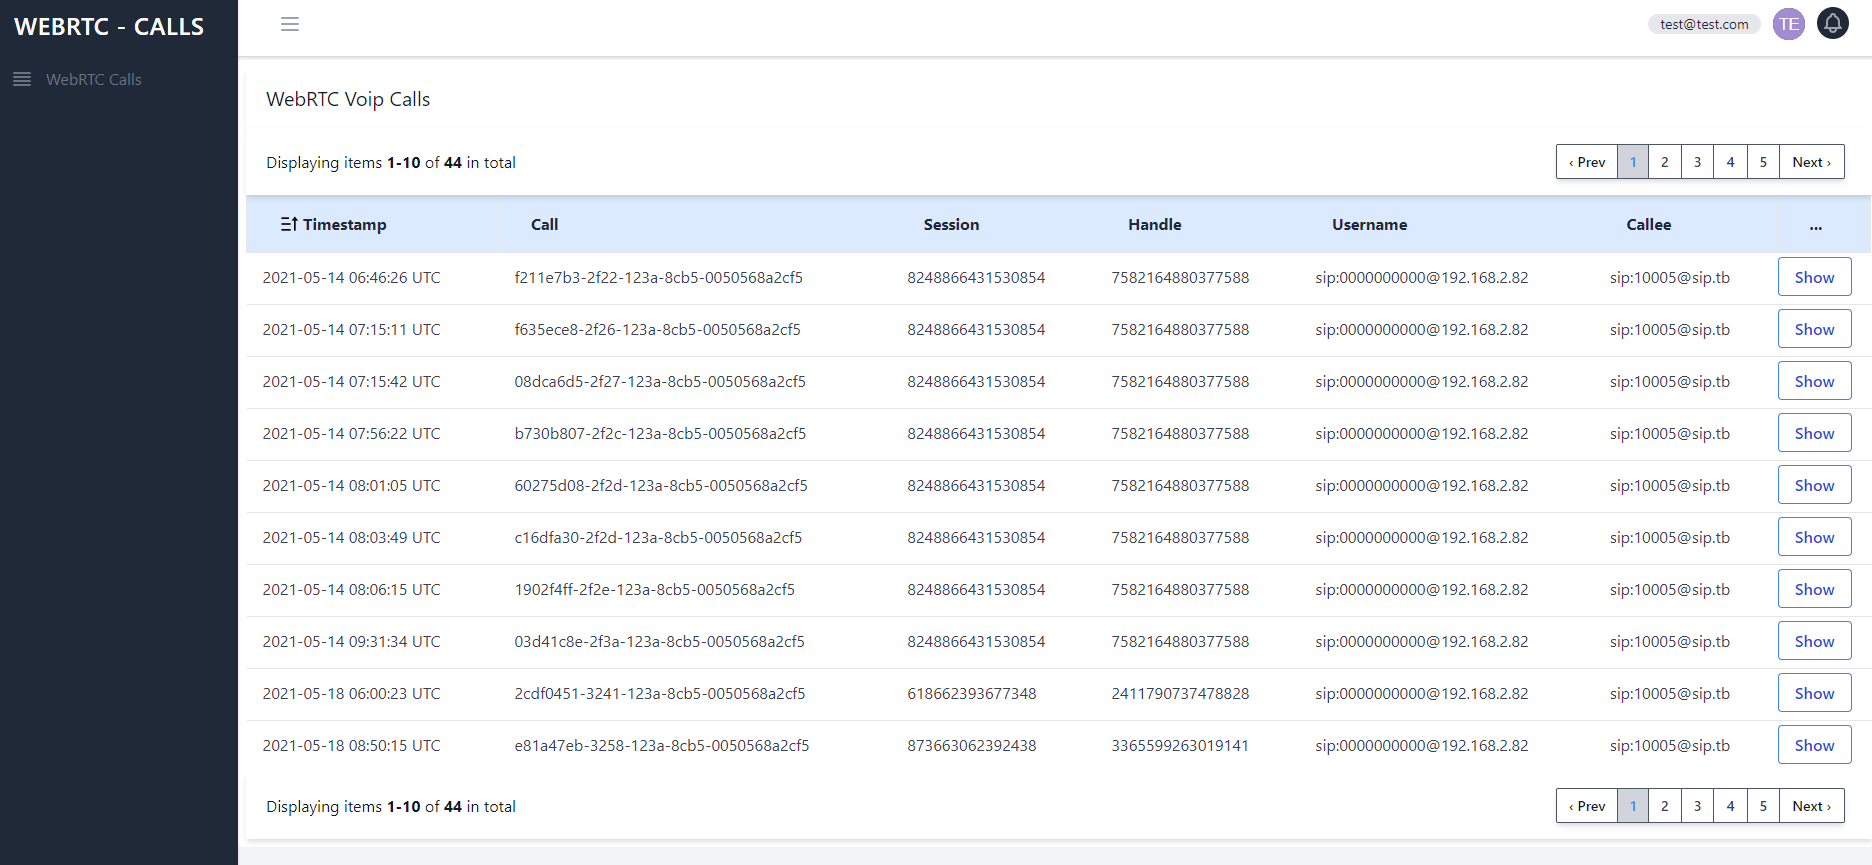 WEBRTC - CALLS
test@test.com TE
WebRTC Calls
WebRTC Voip Calls
Displaying items 1-10 of 44 in total ‹ Prev 1 2 3 4 5 Next ›
Timestamp Call Session Handle Username Callee ...
2021-05-14 06:46:26 UTC f211e7b3-2f22-123a-8cb5-0050568a2cf5 8248866431530854 7582164880377588 sip:0000000000@192.168.2.82 sip:10005@sip.tb Show
2021-05-14 07:15:11 UTC f635ece8-2f26-123a-8cb5-0050568a2cf5 8248866431530854 7582164880377588 sip:0000000000@192.168.2.82 sip:10005@sip.tb Show
2021-05-14 07:15:42 UTC 08dca6d5-2f27-123a-8cb5-0050568a2cf5 8248866431530854 7582164880377588 sip:0000000000@192.168.2.82 sip:10005@sip.tb Show
2021-05-14 07:56:22 UTC b730b807-2f2c-123a-8cb5-0050568a2cf5 8248866431530854 7582164880377588 sip:0000000000@192.168.2.82 sip:10005@sip.tb Show
2021-05-14 08:01:05 UTC 60275d08-2f2d-123a-8cb5-0050568a2cf5 8248866431530854 7582164880377588 sip:0000000000@192.168.2.82 sip:10005@sip.tb Show
2021-05-14 08:03:49 UTC c16dfa30-2f2d-123a-8cb5-0050568a2cf5 8248866431530854 7582164880377588 sip:0000000000@192.168.2.82 sip:10005@sip.tb Show
2021-05-14 08:06:15 UTC 1902f4ff-2f2e-123a-8cb5-0050568a2cf5 8248866431530854 7582164880377588 sip:0000000000@192.168.2.82 sip:10005@sip.tb Show
2021-05-14 09:31:34 UTC 03d41c8e-2f3a-123a-8cb5-0050568a2cf5 8248866431530854 7582164880377588 sip:0000000000@192.168.2.82 sip:10005@sip.tb Show
2021-05-18 06:00:23 UTC 2cdf0451-3241-123a-8cb5-0050568a2cf5 618662393677348 2411790737478828 sip:0000000000@192.168.2.82 sip:10005@sip.tb Show
2021-05-18 08:50:15 UTC e81a47eb-3258-123a-8cb5-0050568a2cf5 873663062392438 3365599263019141 sip:0000000000@192.168.2.82 sip:10005@sip.tb Show
Displaying items 1-10 of 44 in total ‹ Prev 1 2 3 4 5 Next ›